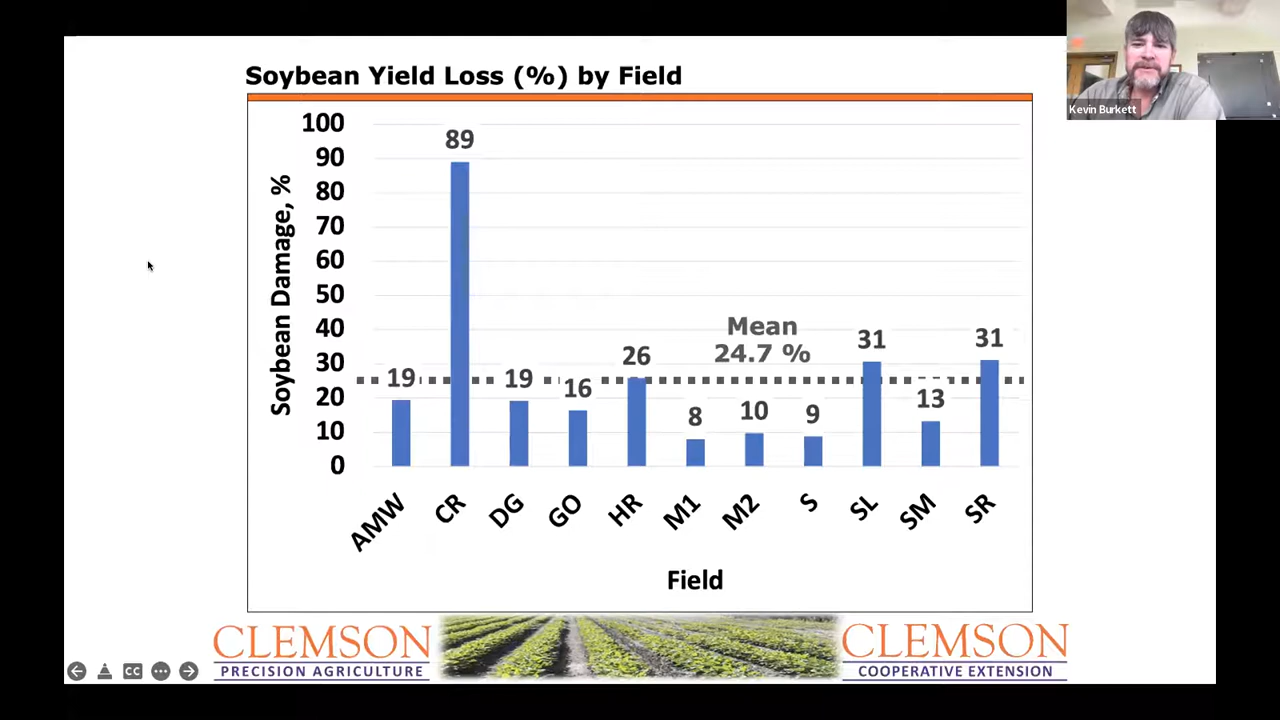 Soybean Yield Loss (%) by Field
Kevin Burkett
Soybean Damage, %
100
90
80
70
60
50
40
30
20
10
0
19
89
19
16
26
8
10
9
31
13
31
Mean
24.7 %
AMW
CR
DG
GO
HR
M1
M2
S
SL
SM
SR
Field
CLEMSON
PRECISION AGRICULTURE
CLEMSON
COOPERATIVE EXTENSION
CC